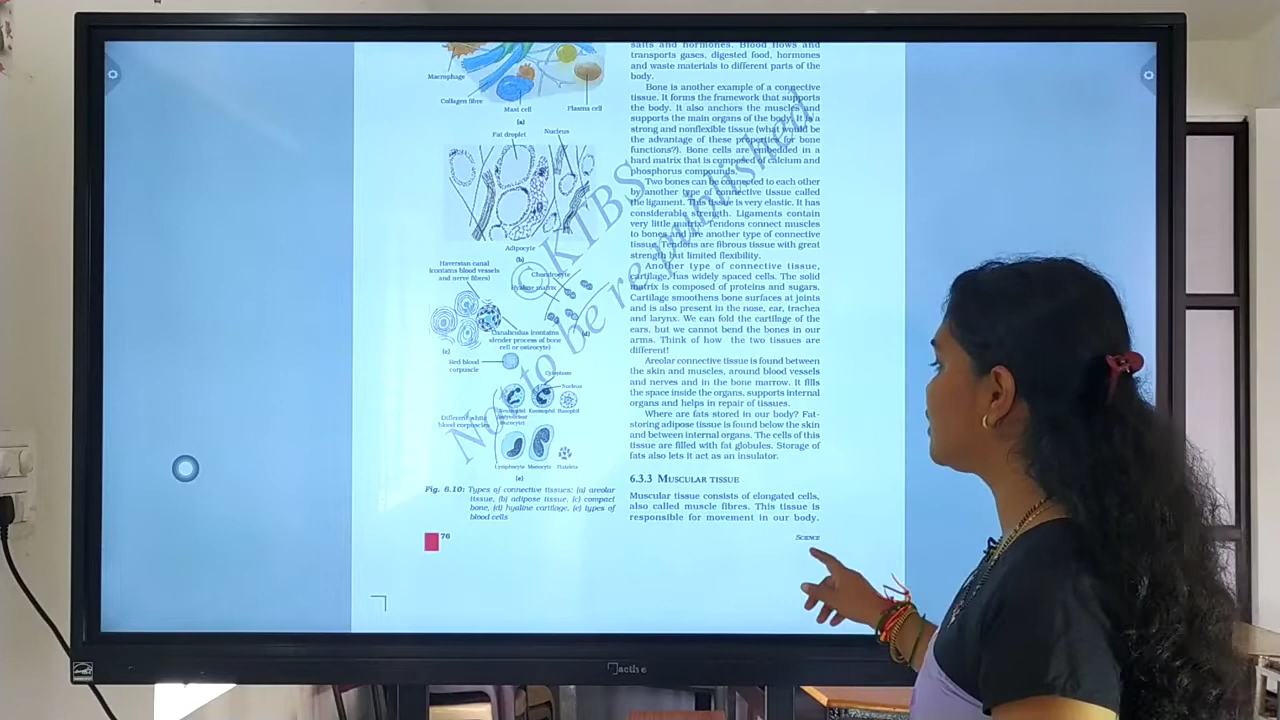 Macrophage
Collagen fibre
Mast cell
Plasma cell
(a)
Fat droplet
Nucleus
Adipocyte
(b)
Haversian canal
(contains blood vessels
and nerve fibres)
Chondrocyte
Hyaline matrix
Canaliculus (contains
slender process of bone
cell or osteocyte)
(c)
(d)
Red blood
corpuscle
Cytoplasm
Nucleus
Different white
blood corpuscles
Neutrophil
Eosinophil
Basophil
Lymphocyte
Monocyte
Platelets
(e)
Fig. 6.10: Types of connective tissues: (a) areolar
tissue, (b) adipose tissue, (c) compact
bone, (d) hyaline cartilage, (e) types of
blood cells
76
salts and hormones. Blood flows and
transports gases, digested food, hormones
and waste materials to different parts of the
body.
Bone is another example of a connective
tissue. It forms the framework that supports
the body. It also anchors the muscles and
supports the main organs of the body. It is a
strong and nonflexible tissue (what would be
the advantage of these properties for bone
functions?). Bone cells are embedded in a
hard matrix that is composed of calcium and
phosphorus compounds.
Two bones can be connected to each other
by another type of connective tissue called
the ligament. This tissue is very elastic. It has
considerable strength. Ligaments contain
very little matrix. Tendons connect muscles
to bones and are another type of connective
tissue. Tendons are fibrous tissue with great
strength but limited flexibility.
Another type of connective tissue,
cartilage, has widely spaced cells. The solid
matrix is composed of proteins and sugars.
Cartilage smoothens bone surfaces at joints
and is also present in the nose, ear, trachea
and larynx. We can fold the cartilage of the
ears, but we cannot bend the bones in our
arms. Think of how the two tissues are
different!
Areolar connective tissue is found between
the skin and muscles, around blood vessels
and nerves and in the bone marrow. It fills
the space inside the organs, supports internal
organs and helps in repair of tissues.
Where are fats stored in our body? Fat-
storing adipose tissue is found below the skin
and between internal organs. The cells of this
tissue are filled with fat globules. Storage of
fats also lets it act as an insulator.
6.3.3 MUSCULAR TISSUE
Muscular tissue consists of elongated cells,
also called muscle fibres. This tissue is
responsible for movement in our body.
SCIENCE
©KTBS
Not to be republished